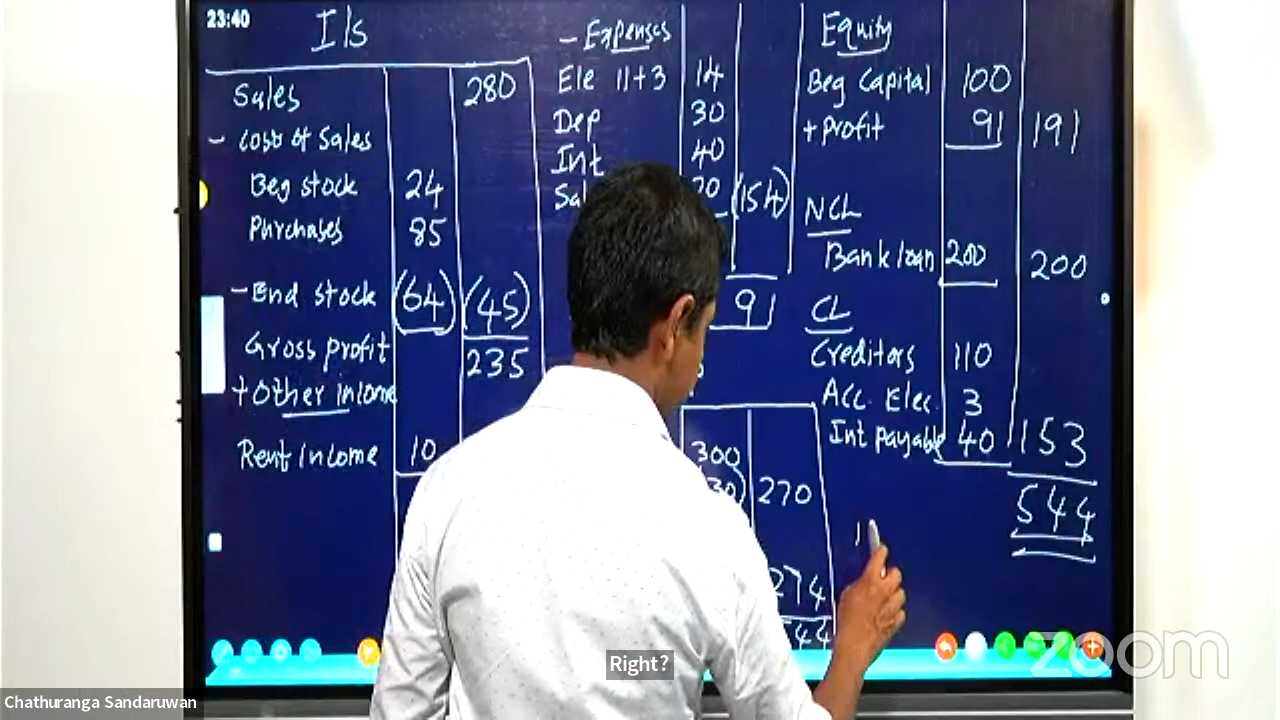 23:40
I/s
Sales 280
- Cost of Sales
Beg stock 24
Purchases 85
- End stock (64) (45)
Gross profit 235
+ Other income
Rent income 10
- Expenses
Ele 11+3 14
Dep 30
Int 40
(154)
91
300
270
274
544
Equity
Beg Capital 100
+ Profit 91 191
NCL
Bank loan 200 200
CL
Creditors 110
Acc. Elec. 3
Int payable 40 153
544
Right?
zoom
Chathuranga Sandaruwan